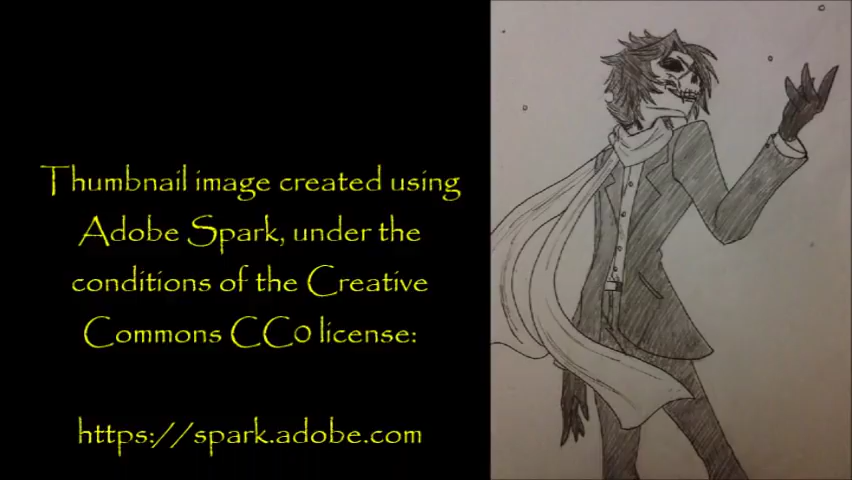 Thumbnail image created using
Adobe Spark, under the
conditions of the Creative
Commons CC0 license:
https://spark.adobe.com